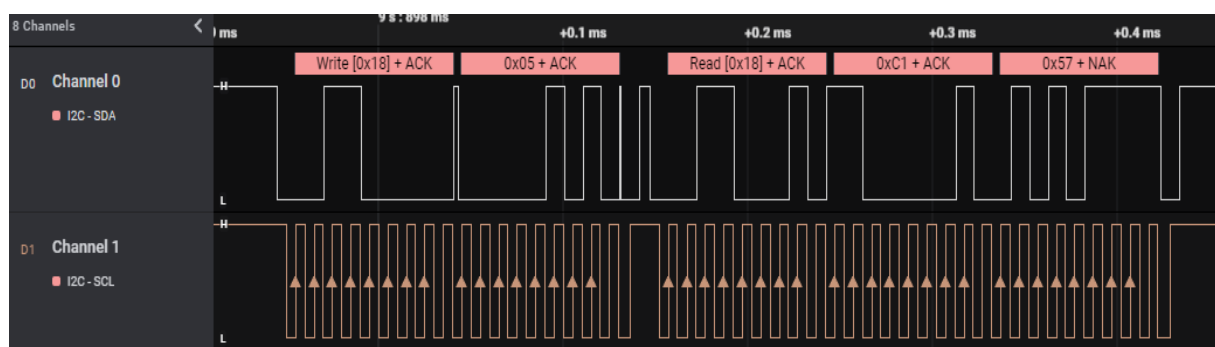 8 Channels
) ms
9 s : 898 ms
+0.1 ms
+0.2 ms
+0.3 ms
+0.4 ms
Write [0x18] + ACK
0x05 + ACK
Read [0x18] + ACK
0xC1 + ACK
0x57 + NAK
D0
Channel 0
I2C - SDA
H
L
D1
Channel 1
I2C - SCL
H
L